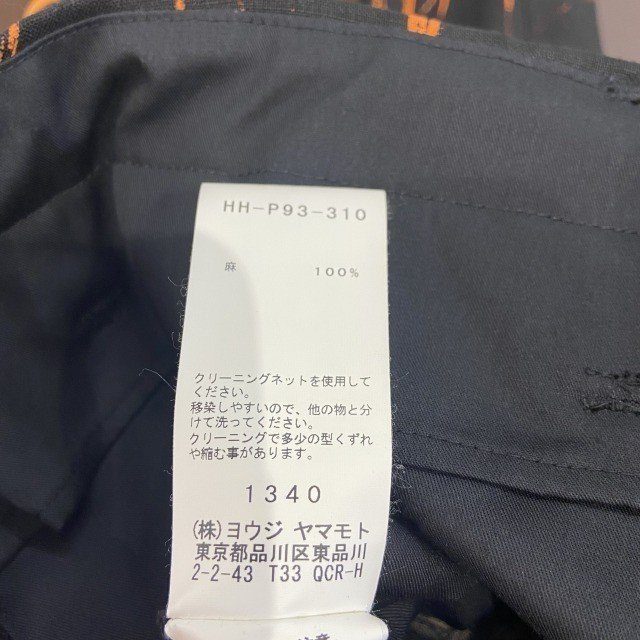 HH-P93-310
麻 100%
クリーニングネットを使用して
ください。
移染しやすいので、他の物と分
けて洗ってください。
クリーニングで多少の型くずれ
や縮む事があります。
1340
(株)ヨウジ ヤマモト
東京都品川区東品川
2-2-43 T33 QCR-H